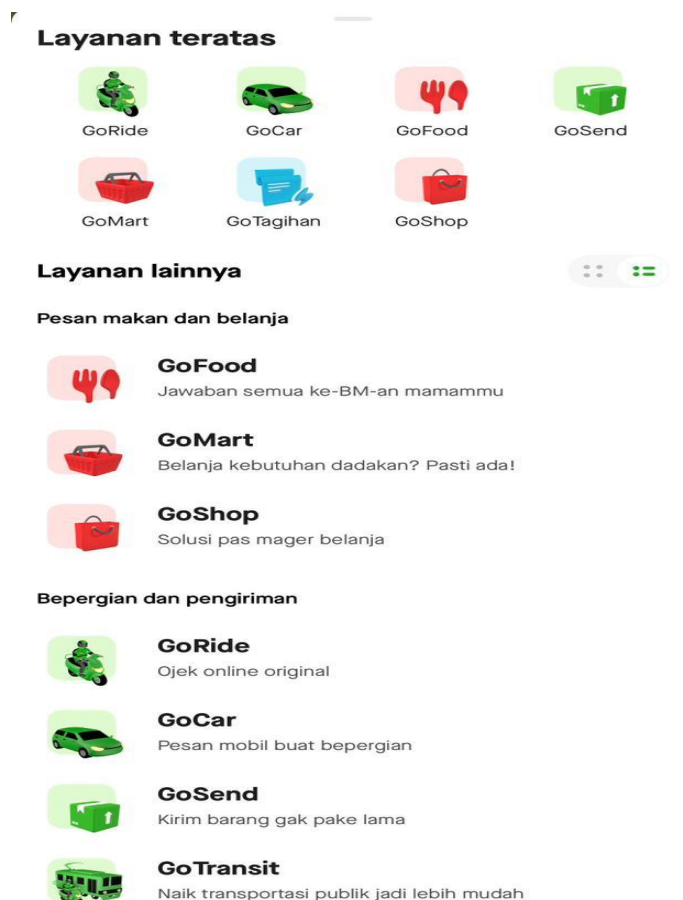 Layanan teratas
GoRide
GoCar
GoFood
GoSend
GoMart
GoTagihan
GoShop
Layanan lainnya
Pesan makan dan belanja
GoFood
Jawaban semua ke-BM-an mamammu
GoMart
Belanja kebutuhan dadakan? Pasti ada!
GoShop
Solusi pas mager belanja
Bepergian dan pengiriman
GoRide
Ojek online original
GoCar
Pesan mobil buat bepergian
GoSend
Kirim barang gak pake lama
GoTransit
Naik transportasi publik jadi lebih mudah